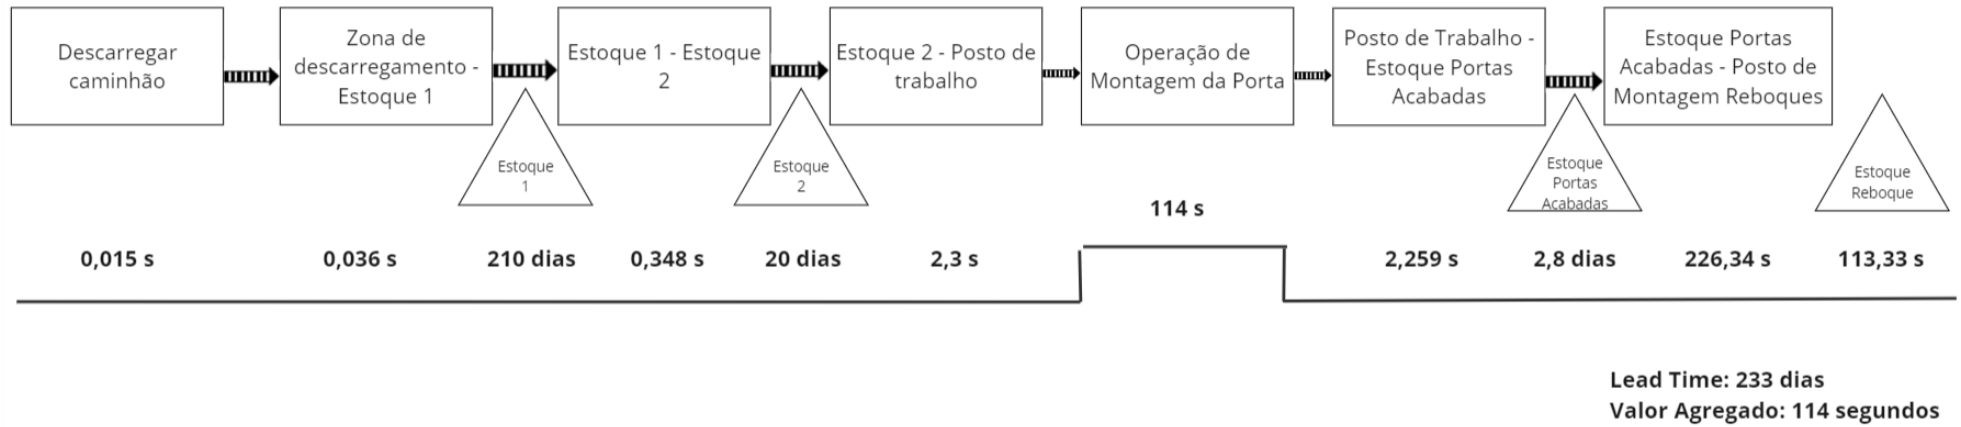 Descarregar
caminhão
Zona de
descarregamento -
Estoque 1
Estoque 1 - Estoque
2
Estoque 2 - Posto de
trabalho
Operação de
Montagem da Porta
Posto de Trabalho -
Estoque Portas
Acabadas
Estoque Portas
Acabadas - Posto de
Montagem Reboques
Estoque
1
Estoque
2
Estoque
Portas
Acabadas
Estoque
Reboque
114 s
0,015 s
0,036 s
210 dias
0,348 s
20 dias
2,3 s
2,259 s
2,8 dias
226,34 s
113,33 s
Lead Time: 233 dias
Valor Agregado: 114 segundos